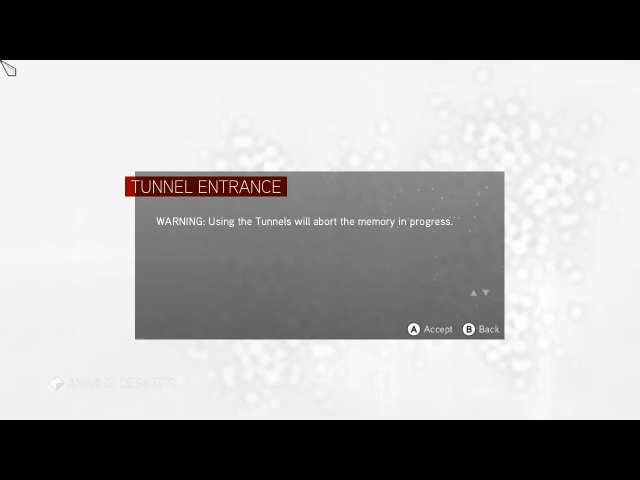 TUNNEL ENTRANCE
WARNING: Using the Tunnels will abort the memory in progress.
A Accept B Back
ANIMUS DESKTOP